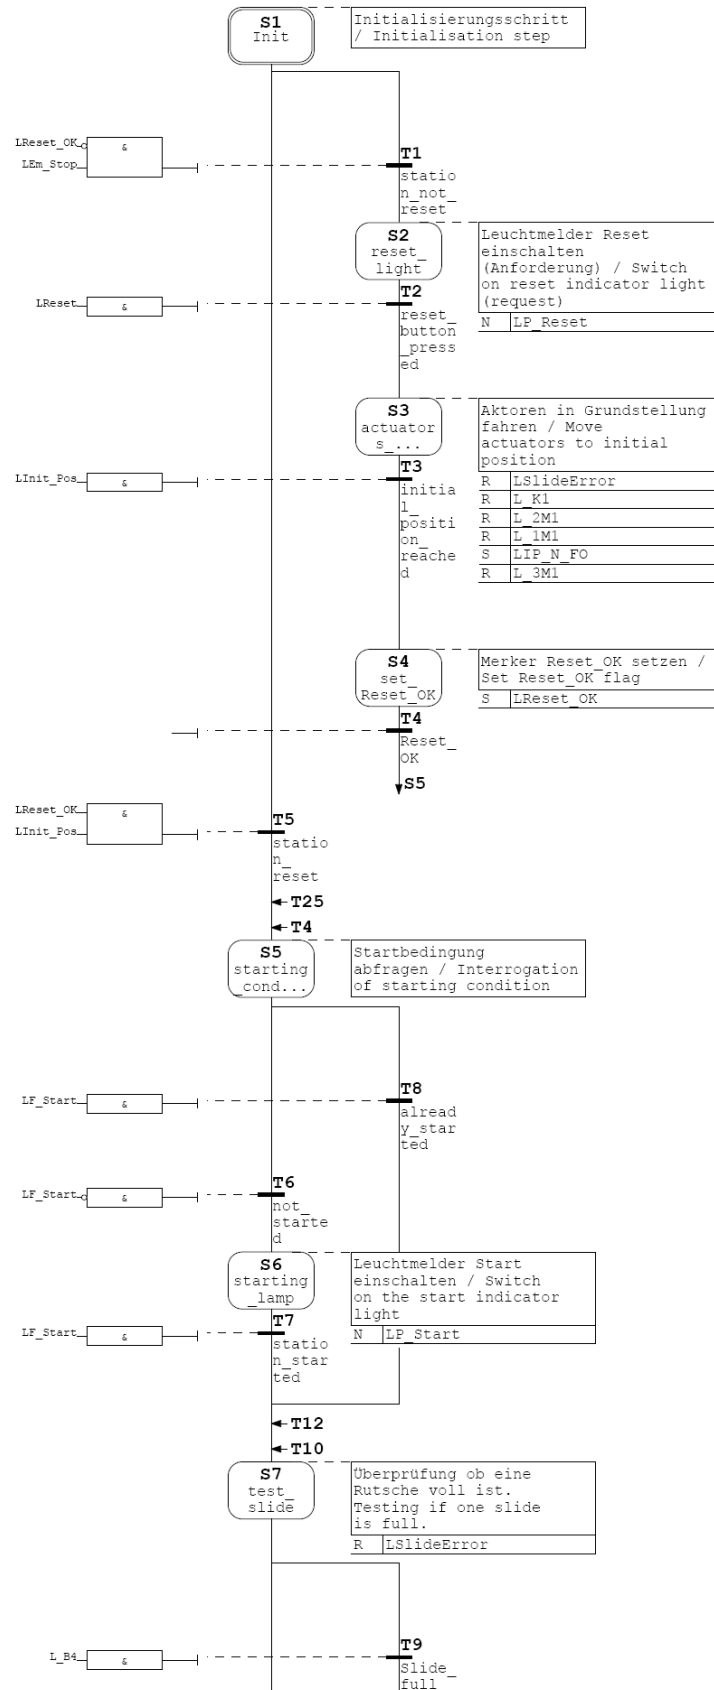 S1
Init
Initialisierungsschritt
/ Initialisation step
LReset_OK
LEm_Stop
&
T1
statio
n_not_
reset
S2
reset_
light
Leuchtmelder Reset
einschalten
(Anforderung) / Switch
on reset indicator light
(request)
N LP_Reset
LReset
&
T2
reset_
button
_press
ed
S3
actuator
s_...
Aktoren in Grundstellung
fahren / Move
actuators to initial
position
R LSlideError
R L_K1
R L_2M1
R L_1M1
S LIP_N_FO
R L_3M1
LInit_Pos
&
T3
initia
l_
positi
on_
reache
d
S4
set_
Reset_OK
Merker Reset_OK setzen /
Set Reset_OK flag
S LReset_OK
T4
Reset_
OK
S5
LReset_OK
LInit_Pos
&
T5
statio
n_
reset
T25
T4
S5
starting
_cond...
Startbedingung
abfragen / Interrogation
of starting condition
LF_Start
&
T8
alread
y_star
ted
LF_Start
&
T6
not_
starte
d
S6
starting
_lamp
Leuchtmelder Start
einschalten / Switch
on the start indicator
light
N LP_Start
LF_Start
&
T7
statio
n_star
ted
T12
T10
S7
test_
slide
Überprüfung ob eine
Rutsche voll ist.
Testing if one slide
is full.
R LSlideError
L_B4
&
T9
Slide_
full